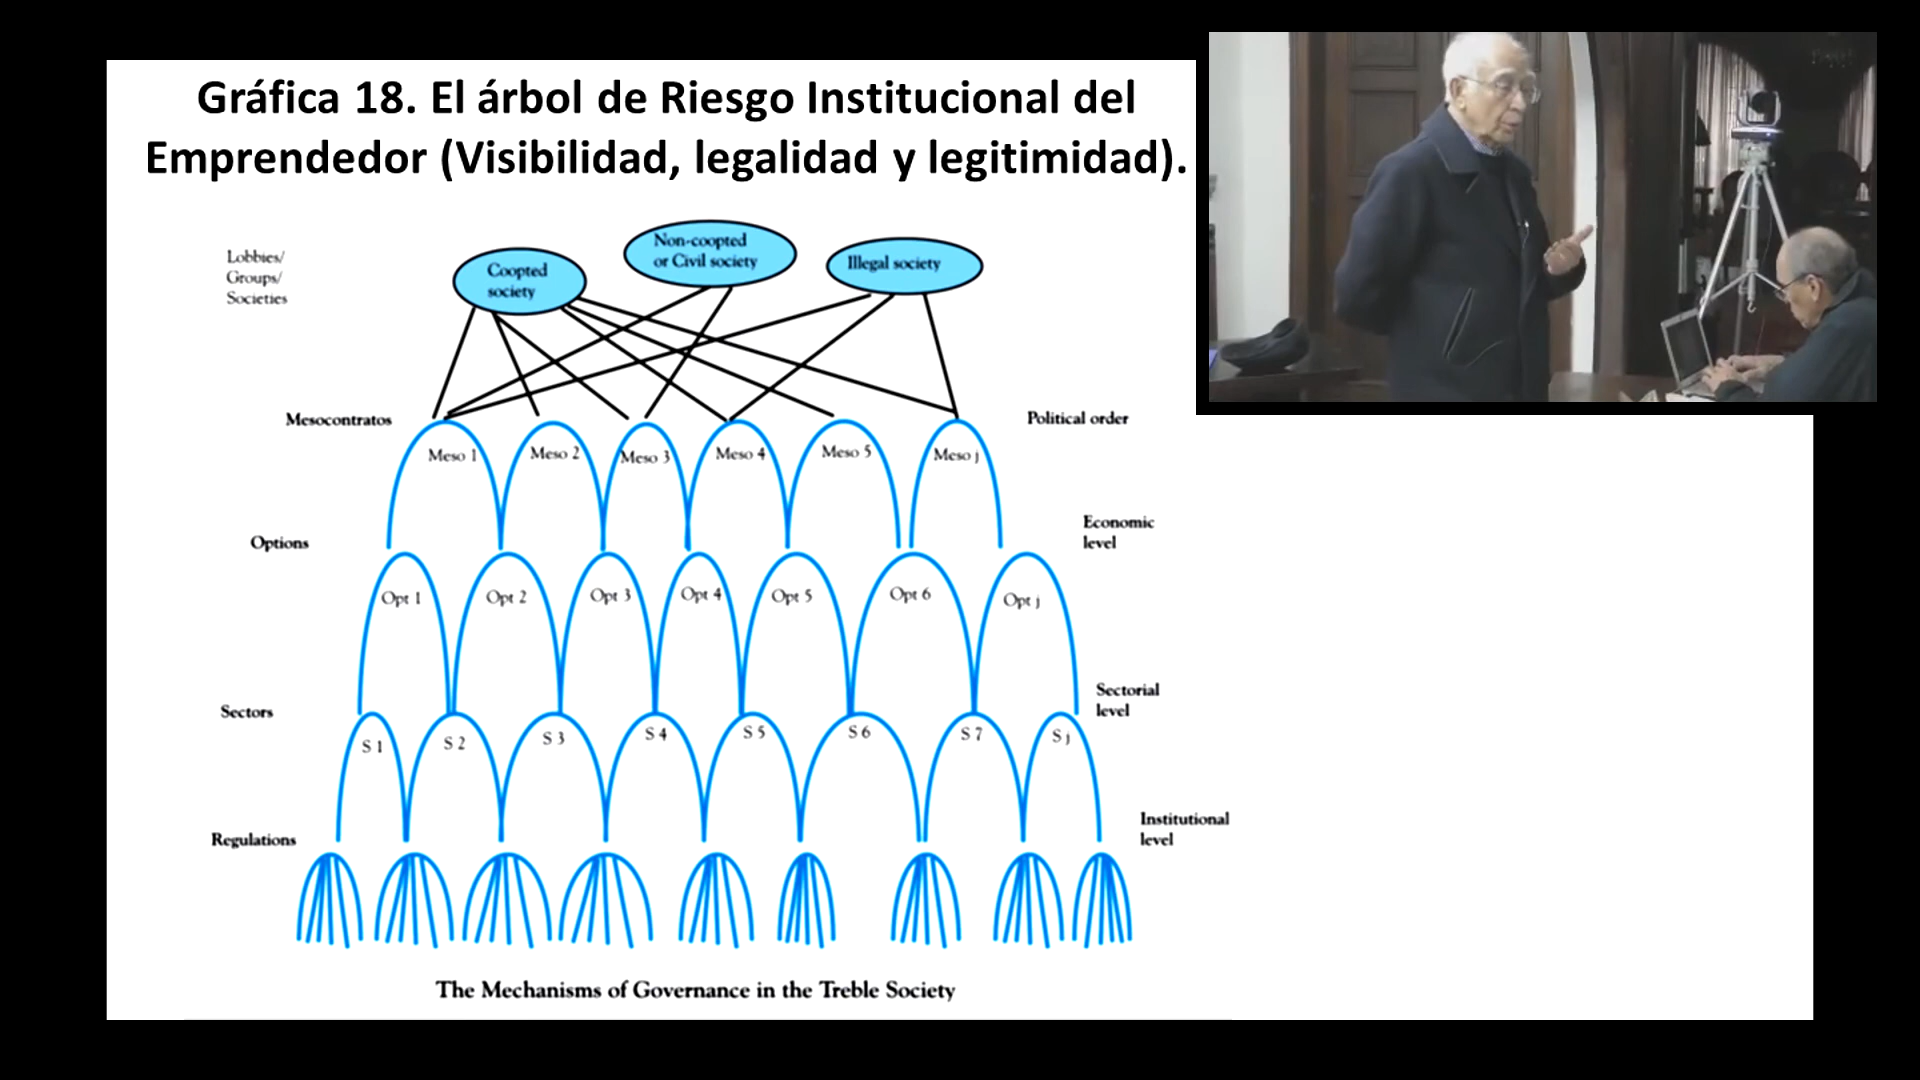 Gráfica 18. El árbol de Riesgo Institucional del
Emprendedor (Visibilidad, legalidad y legitimidad).
Lobbies/
Groups/
Societies
Coopted
society
Non-coopted
or Civil society
Illegal society
Mesocontratos
Political order
Meso 1
Meso 2
Meso 3
Meso 4
Meso 5
Meso j
Options
Economic
level
Opt 1
Opt 2
Opt 3
Opt 4
Opt 5
Opt 6
Opt j
Sectors
Sectorial
level
S 1
S 2
S 3
S 4
S 5
S 6
S 7
S j
Regulations
Institutional
level
The Mechanisms of Governance in the Treble Society